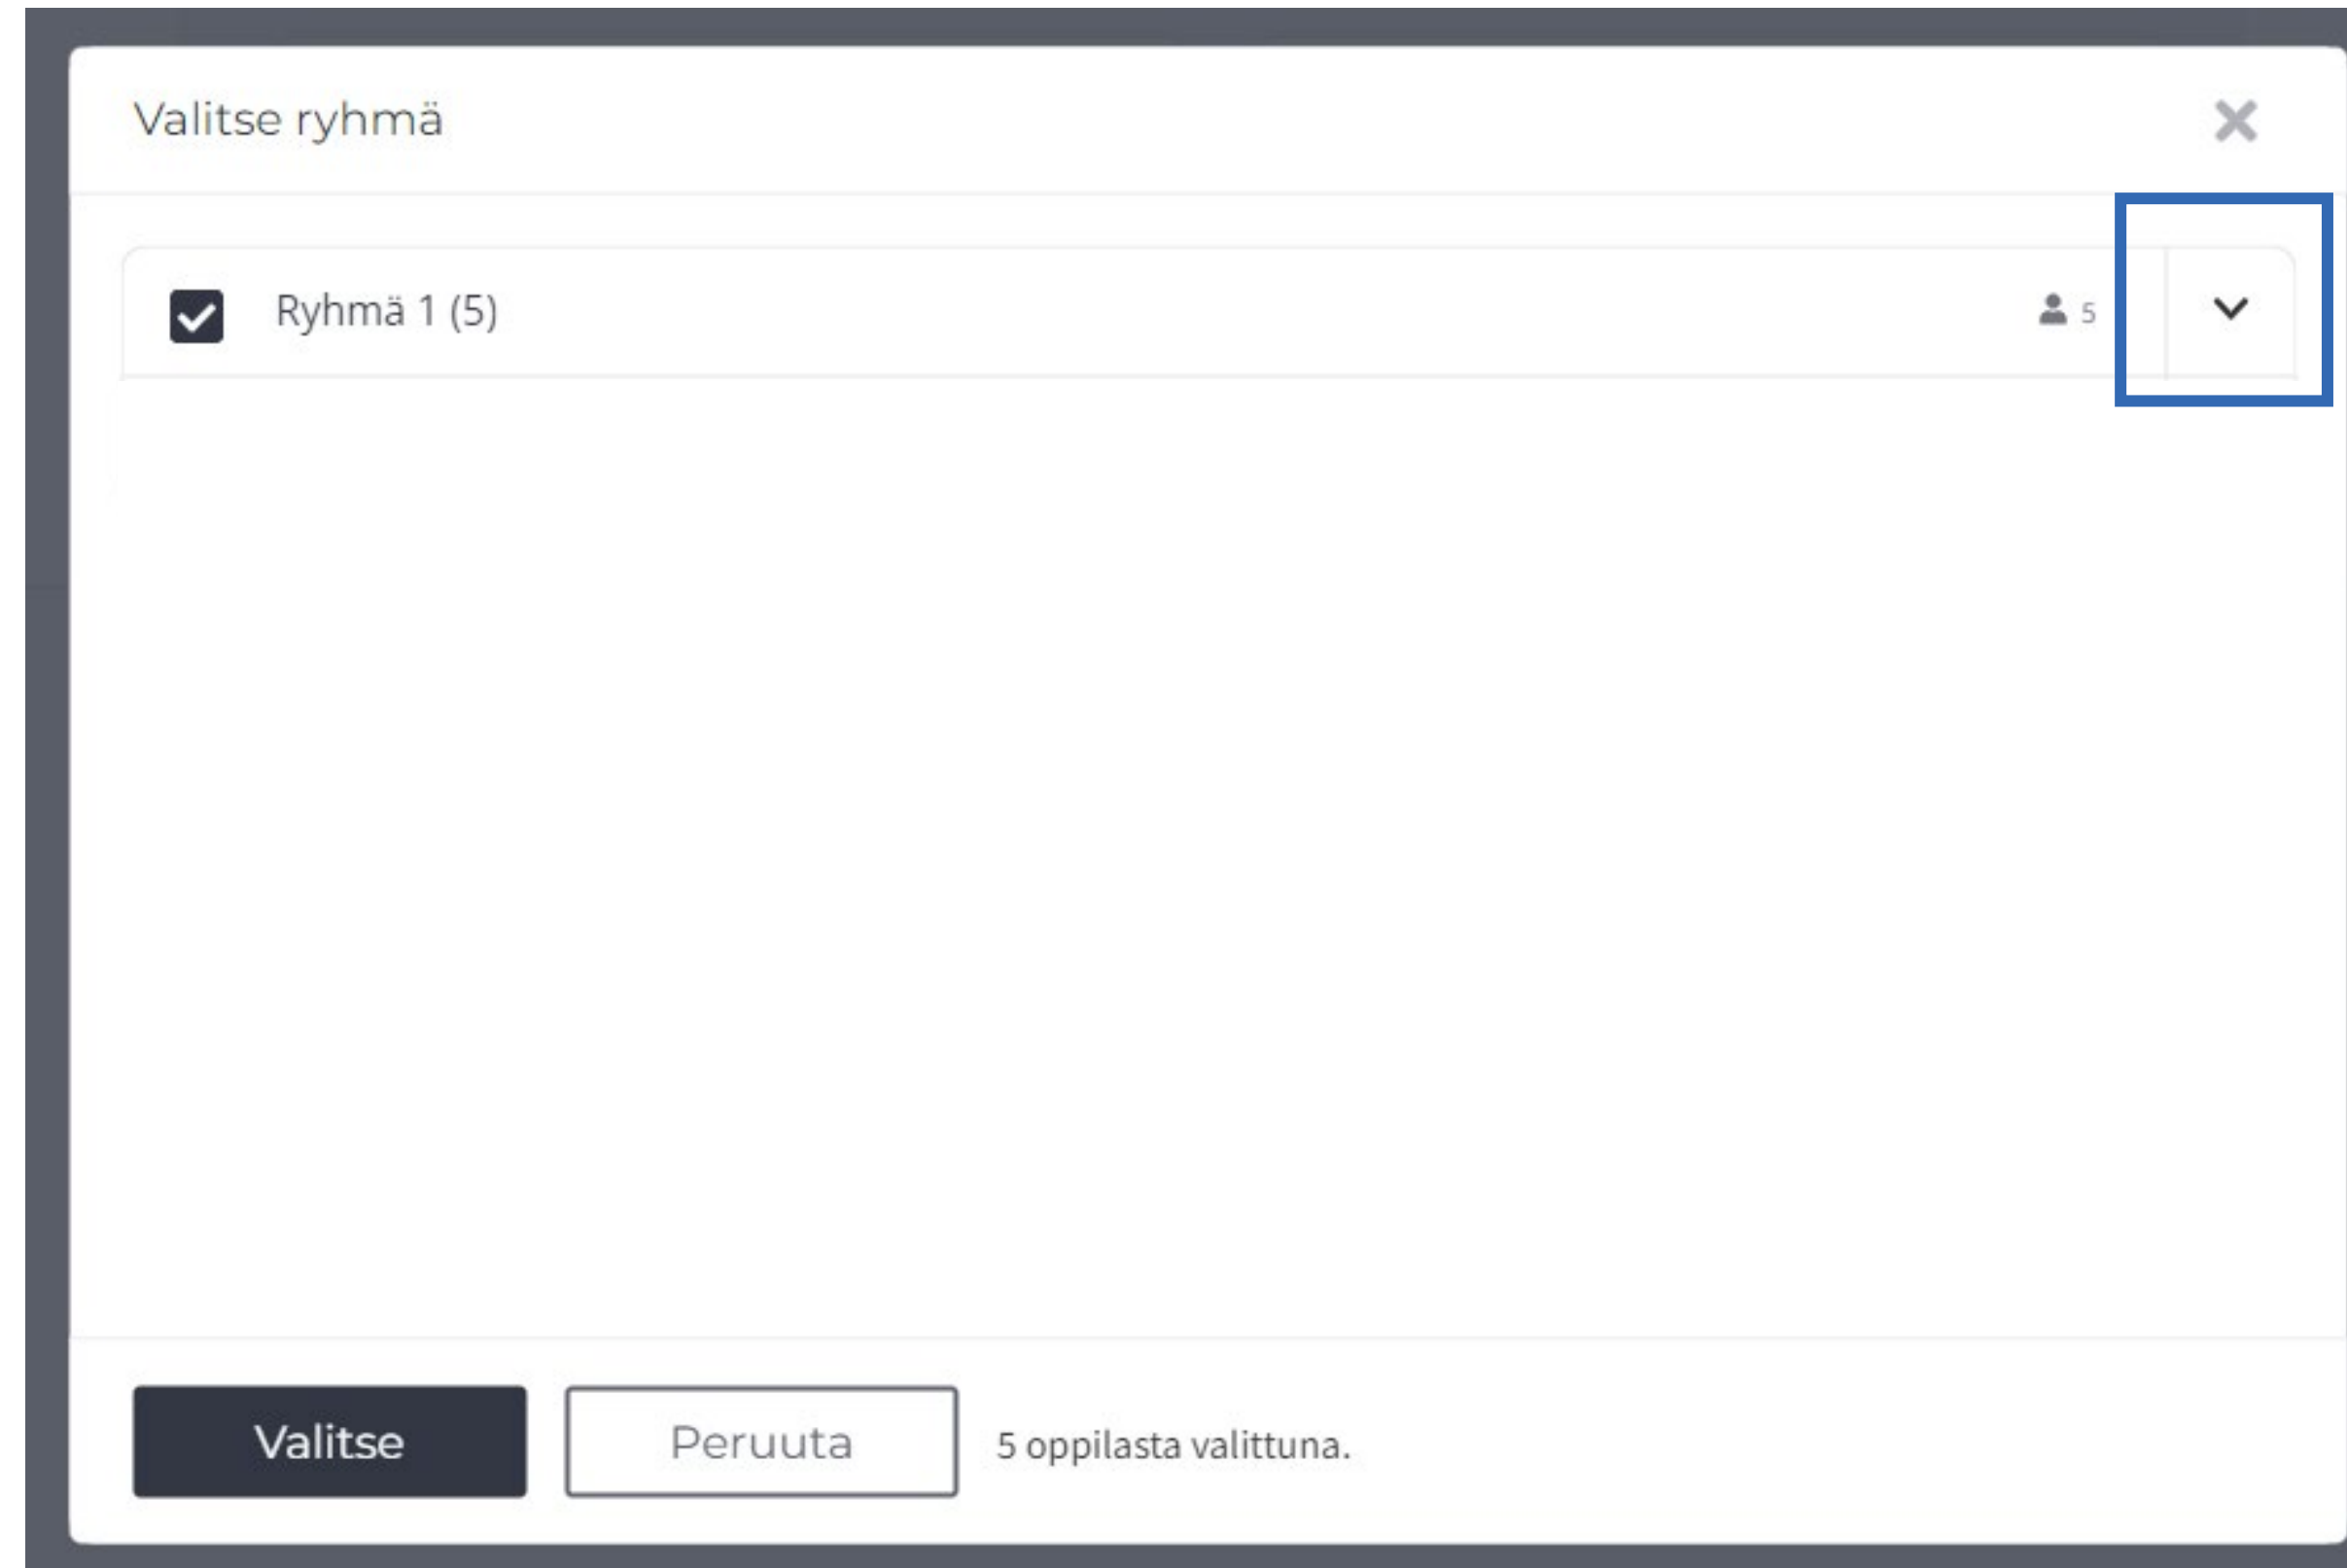 Valitse ryhmä
Ryhmä 1 (5) 5
Valitse Peruuta 5 oppilasta valittuna.